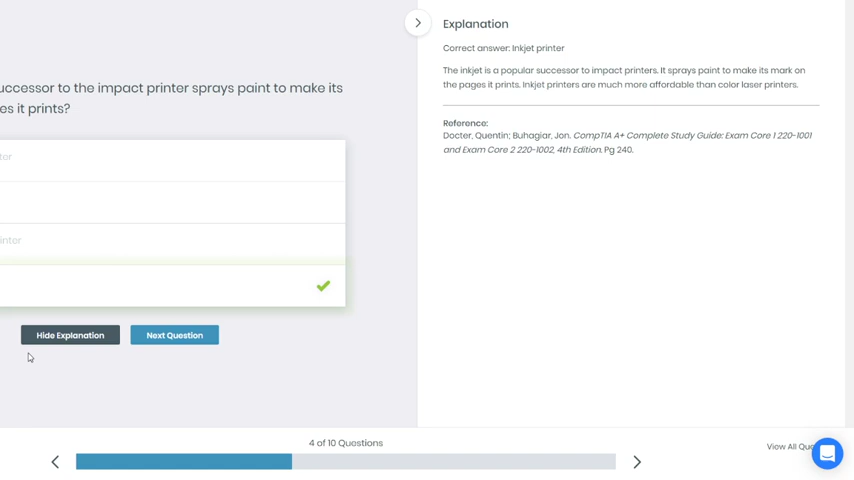 Explanation
Correct answer: Inkjet printer
The inkjet is a popular successor to impact printers. It sprays paint to make its mark on
the pages it prints. Inkjet printers are much more affordable than color laser printers.
Reference:
Docter, Quentin; Buhagiar, Jon. CompTIA A+ Complete Study Guide: Exam Core 1 220-1001
and Exam Core 2 220-1002, 4th Edition. Pg 240.
uccessor to the impact printer sprays paint to make its
es it prints?
ter
inter
Hide Explanation
Next Question
4 of 10 Questions
View All Que